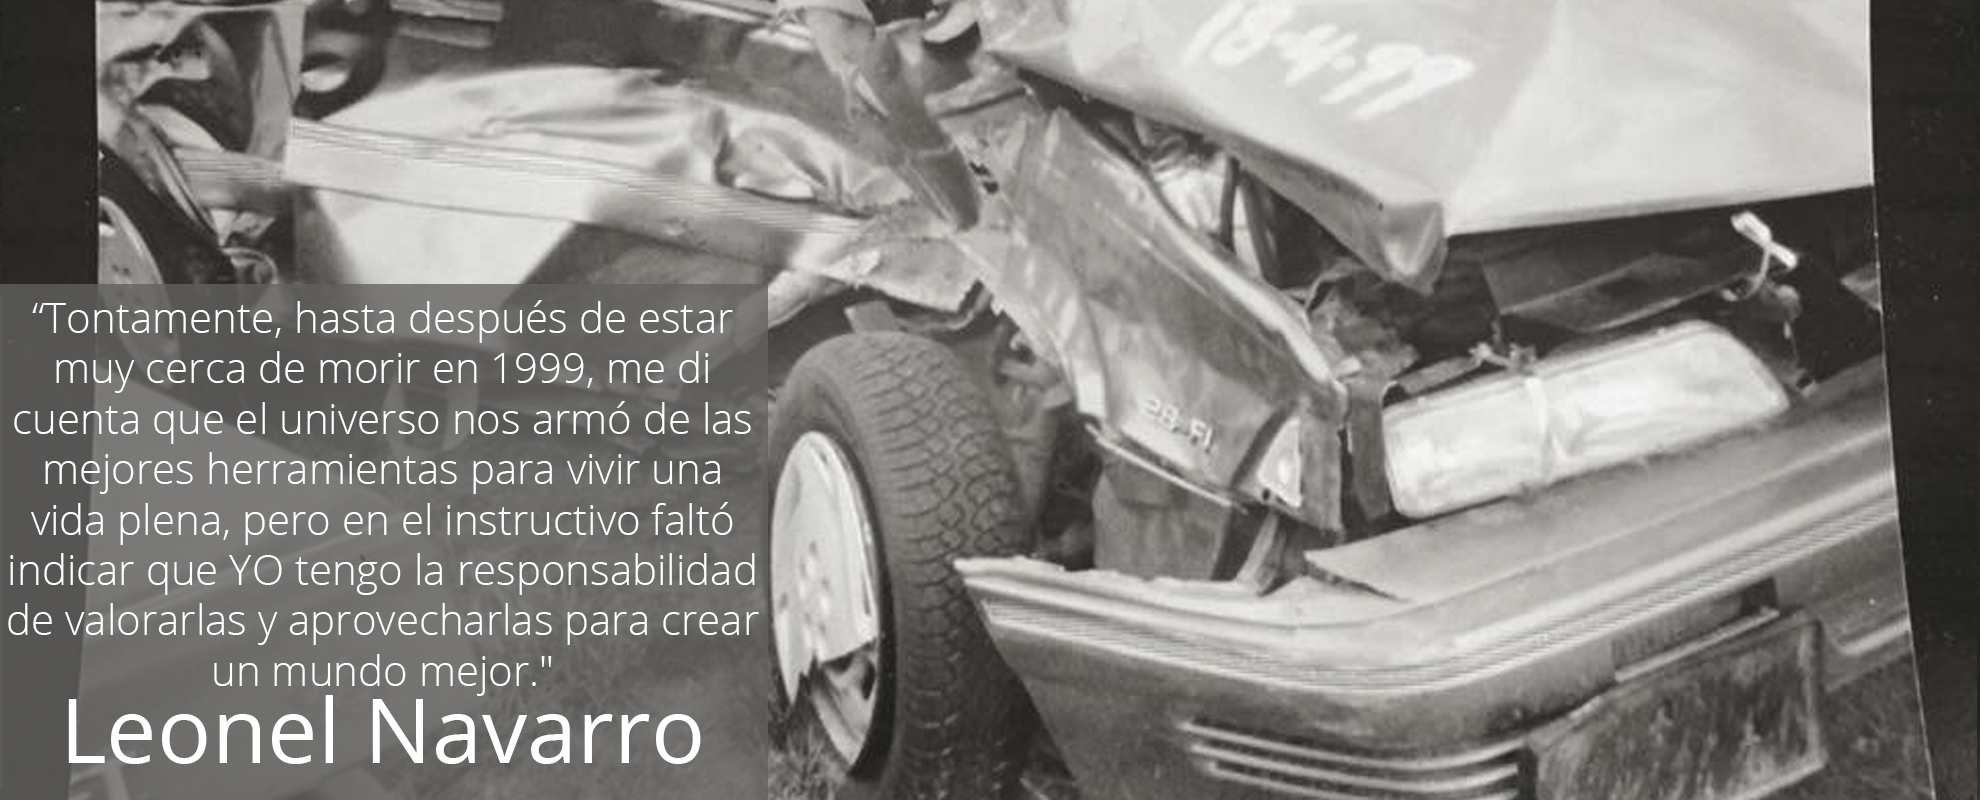 18-4-99
28 FI
“Tontamente, hasta después de estar
muy cerca de morir en 1999, me di
cuenta que el universo nos armó de las
mejores herramientas para vivir una
vida plena, pero en el instructivo faltó
indicar que YO tengo la responsabilidad
de valorarlas y aprovecharlas para crear
un mundo mejor."
Leonel Navarro